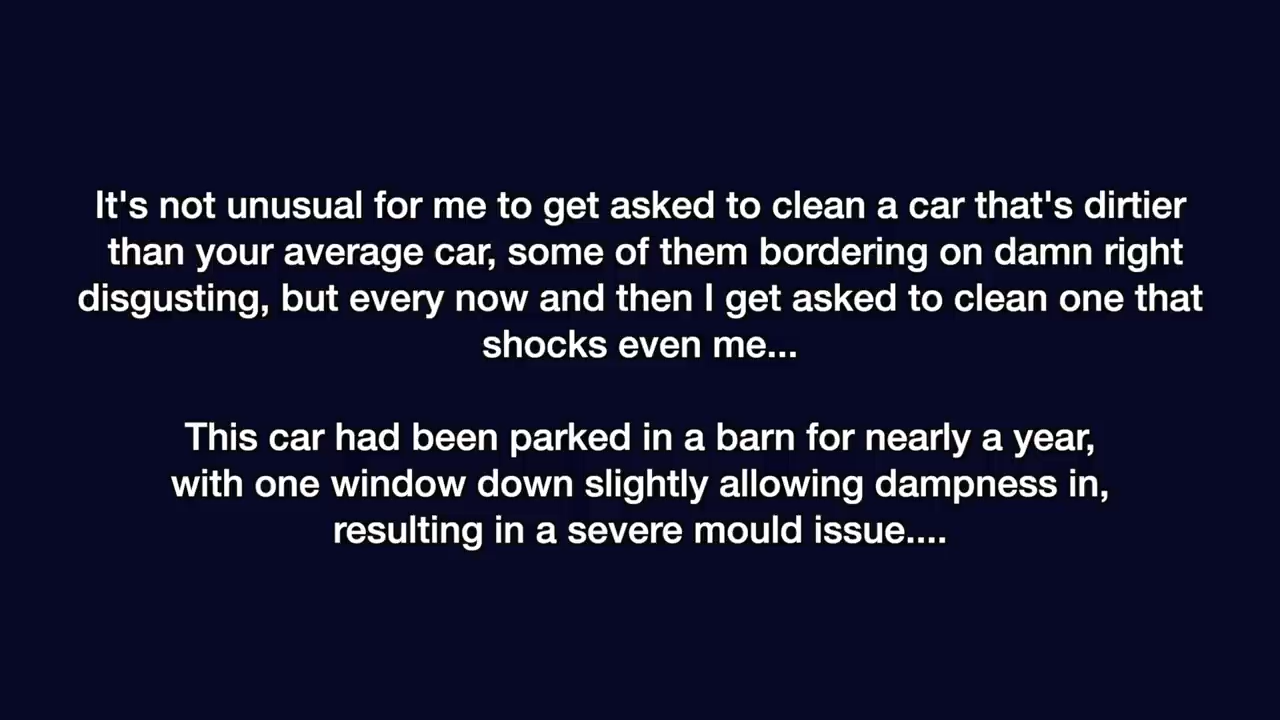 It's not unusual for me to get asked to clean a car that's dirtier
than your average car, some of them bordering on damn right
disgusting, but every now and then I get asked to clean one that
shocks even me...
This car had been parked in a barn for nearly a year,
with one window down slightly allowing dampness in,
resulting in a severe mould issue....